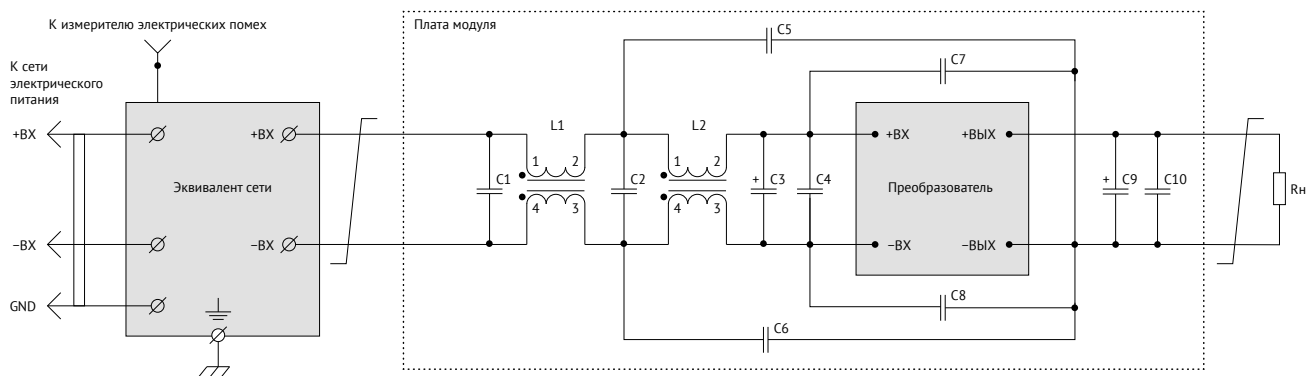 К измерителю электрических помех
Плата модуля
К сети
электрического
питания
C5
C7
+ВХ
+ВХ
L1
L2
+ВХ
+ВЫХ
1 2
1 2
Эквивалент сети
C1
C2
+ C3
C4
Преобразователь
+ C9
C10
Rн
4 3
4 3
−ВХ
−ВХ
−ВХ
−ВЫХ
GND
C8
C6